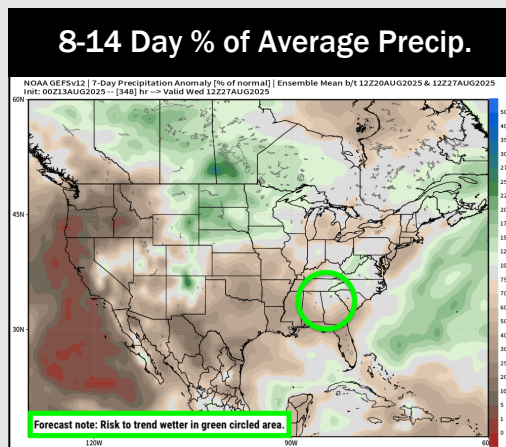 8-14 Day % of Average Precip.
NOAA GEFSv12 | 7-Day Precipitation Anomaly [% of normal] | Ensemble Mean b/t 12Z20AUG2025 & 12Z27AUG2025
Init: 00Z13AUG2025 -- [348] hr --> Valid Wed 12Z27AUG2025
60N
45N
30N
Forecast note: Risk to trend wetter in green circled area.
120W
90W